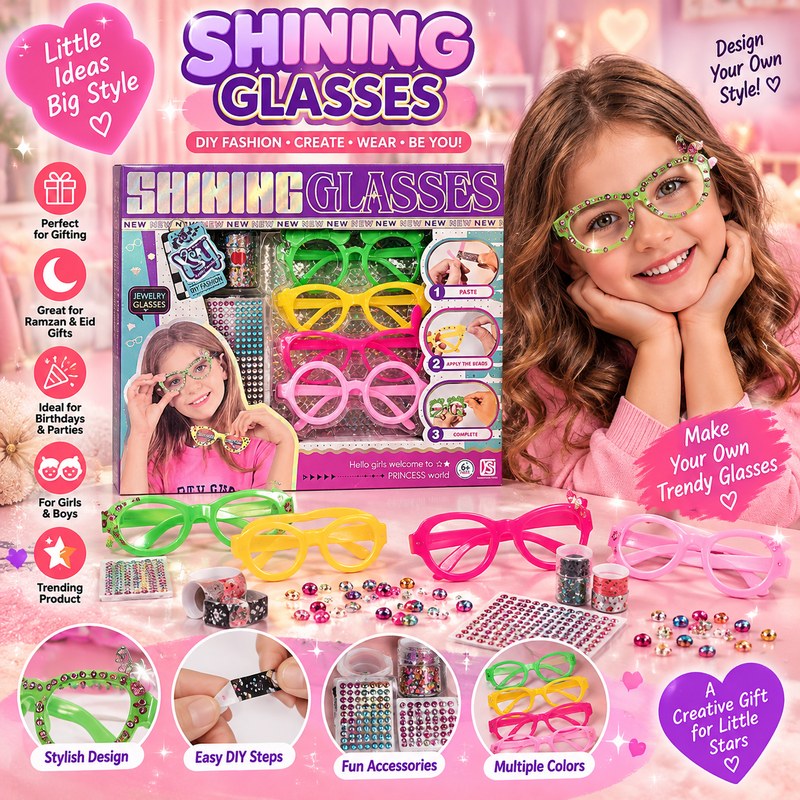 Little
Ideas
Big Style
SHINING
GLASSES
DIY FASHION • CREATE • WEAR • BE YOU!
Design
Your Own
Style!
Perfect
for Gifting
Great for
Ramzan & Eid
Gifts
Ideal for
Birthdays
& Parties
For Girls
& Boys
Trending
Product
SHINING GLASSES
NEW NEW NEW NEW NEW NEW NEW NEW NEW NEW NEW NEW NEW
DIY FASHION
JEWELRY
GLASSES
1 PASTE
2 APPLY THE BEADS
3 COMPLETE
Hello girls welcome to
PRINCESS world
6+
Make
Your Own
Trendy Glasses
Stylish Design
Easy DIY Steps
Fun Accessories
Multiple Colors
A
Creative Gift
for Little
Stars